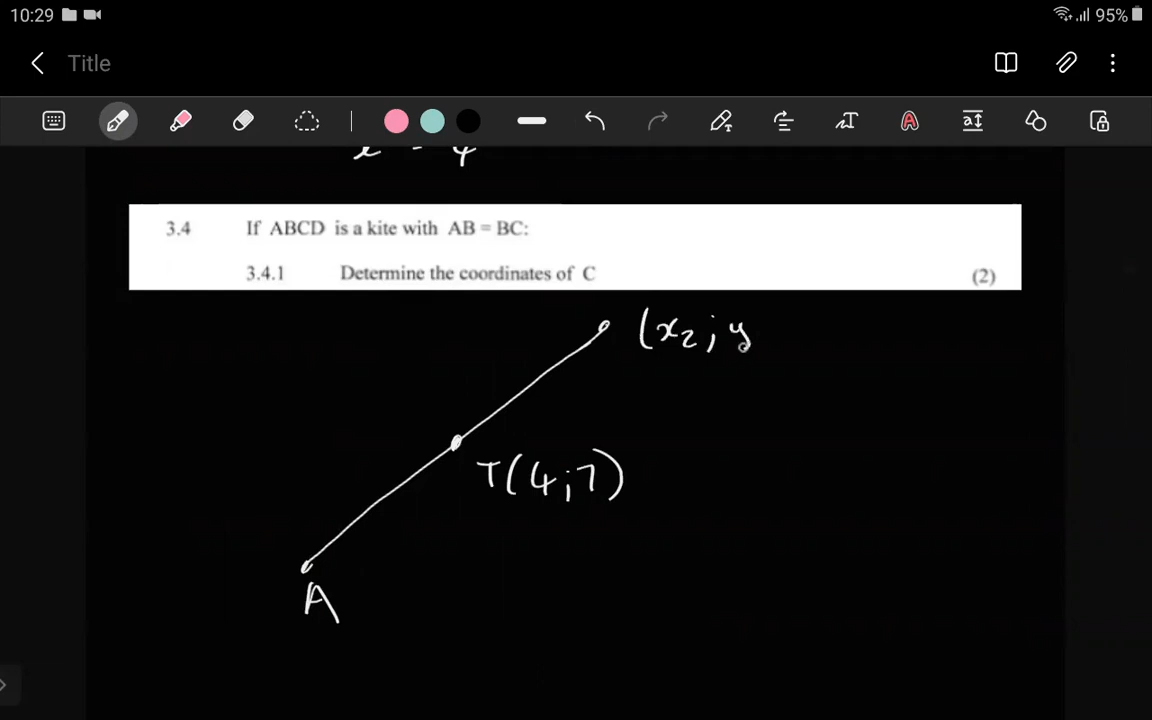 10:29 95%
Title
3.4 If ABCD is a kite with AB = BC:
3.4.1 Determine the coordinates of C (2)
(x₂ ; y
T(4;7)
A